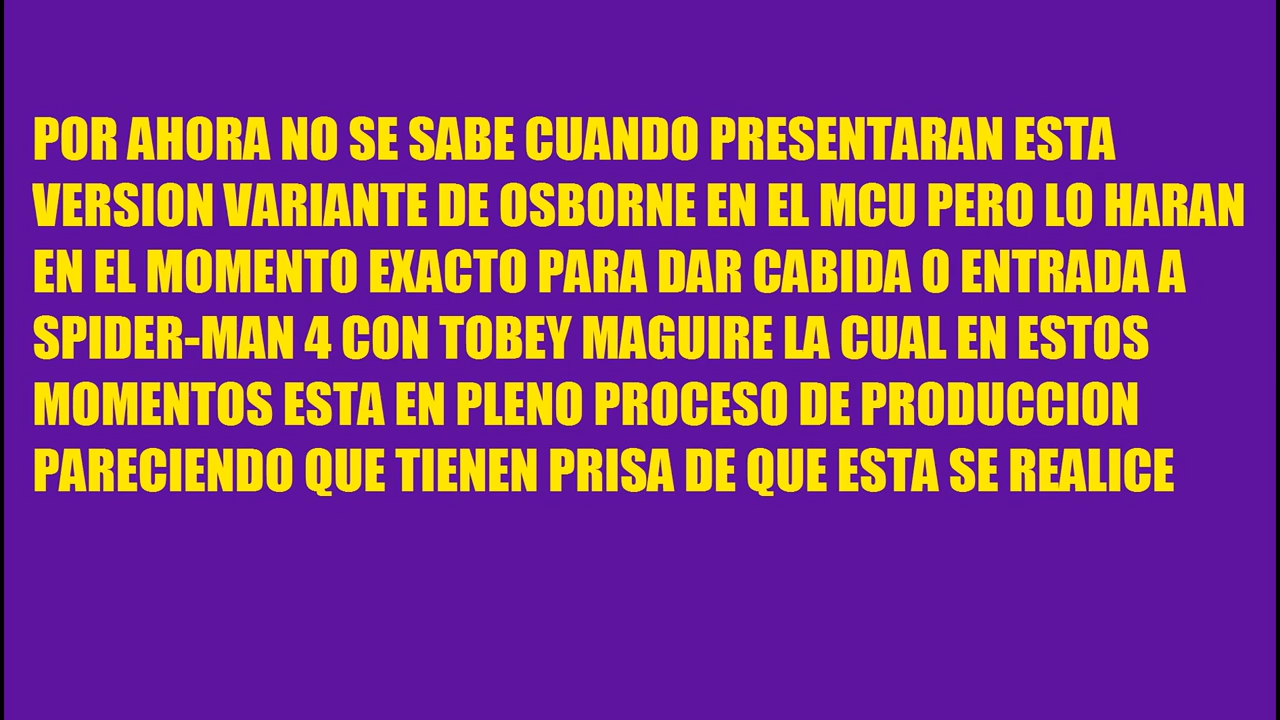 POR AHORA NO SE SABE CUANDO PRESENTARAN ESTA
VERSION VARIANTE DE OSBORNE EN EL MCU PERO LO HARAN
EN EL MOMENTO EXACTO PARA DAR CABIDA O ENTRADA A
SPIDER-MAN 4 CON TOBEY MAGUIRE LA CUAL EN ESTOS
MOMENTOS ESTA EN PLENO PROCESO DE PRODUCCION
PARECIENDO QUE TIENEN PRISA DE QUE ESTA SE REALICE